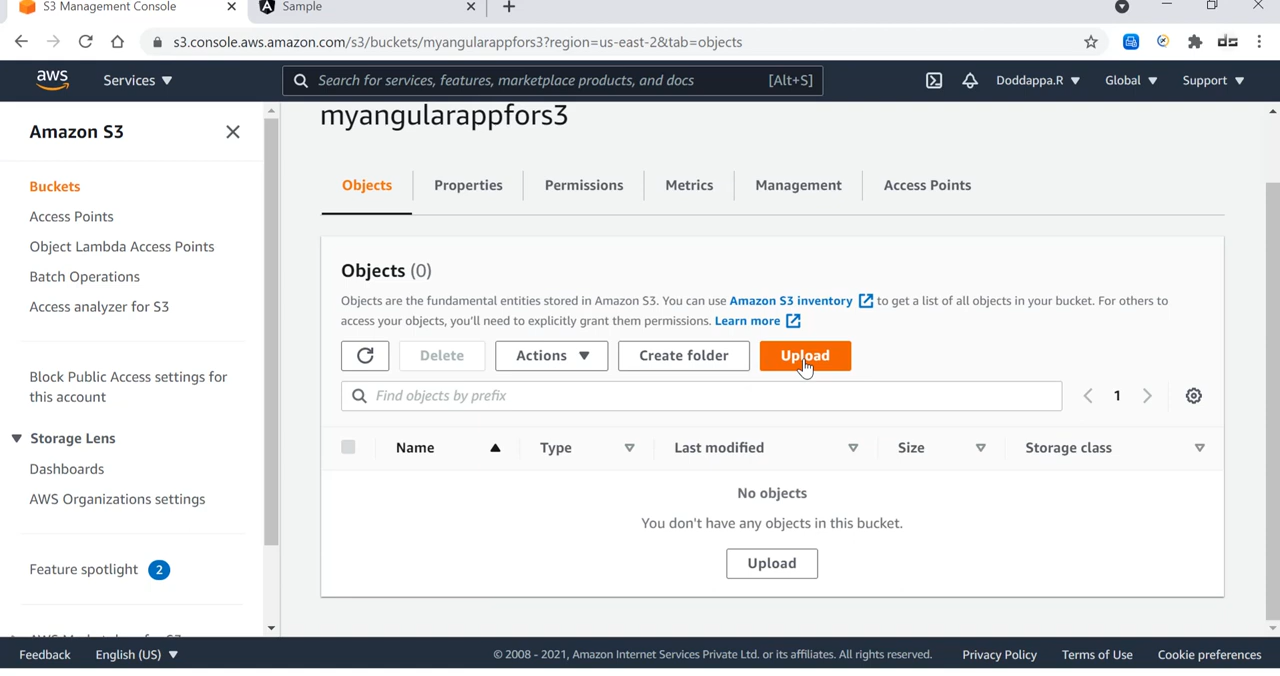 S3 Management Console
Sample
s3.console.aws.amazon.com/s3/buckets/myangularappfors3?region=us-east-2&tab=objects
aws Services Search for services, features, marketplace products, and docs [Alt+S] Doddappa.R Global Support
Amazon S3
Buckets
Access Points
Object Lambda Access Points
Batch Operations
Access analyzer for S3
Block Public Access settings for
this account
Storage Lens
Dashboards
AWS Organizations settings
Feature spotlight 2
myangularappfors3
Objects Properties Permissions Metrics Management Access Points
Objects (0)
Objects are the fundamental entities stored in Amazon S3. You can use Amazon S3 inventory to get a list of all objects in your bucket. For others to
access your objects, you'll need to explicitly grant them permissions. Learn more
Delete Actions Create folder Upload
Find objects by prefix 1
Name Type Last modified Size Storage class
No objects
You don't have any objects in this bucket.
Upload
Feedback English (US) © 2008 - 2021, Amazon Internet Services Private Ltd. or its affiliates. All rights reserved. Privacy Policy Terms of Use Cookie preferences